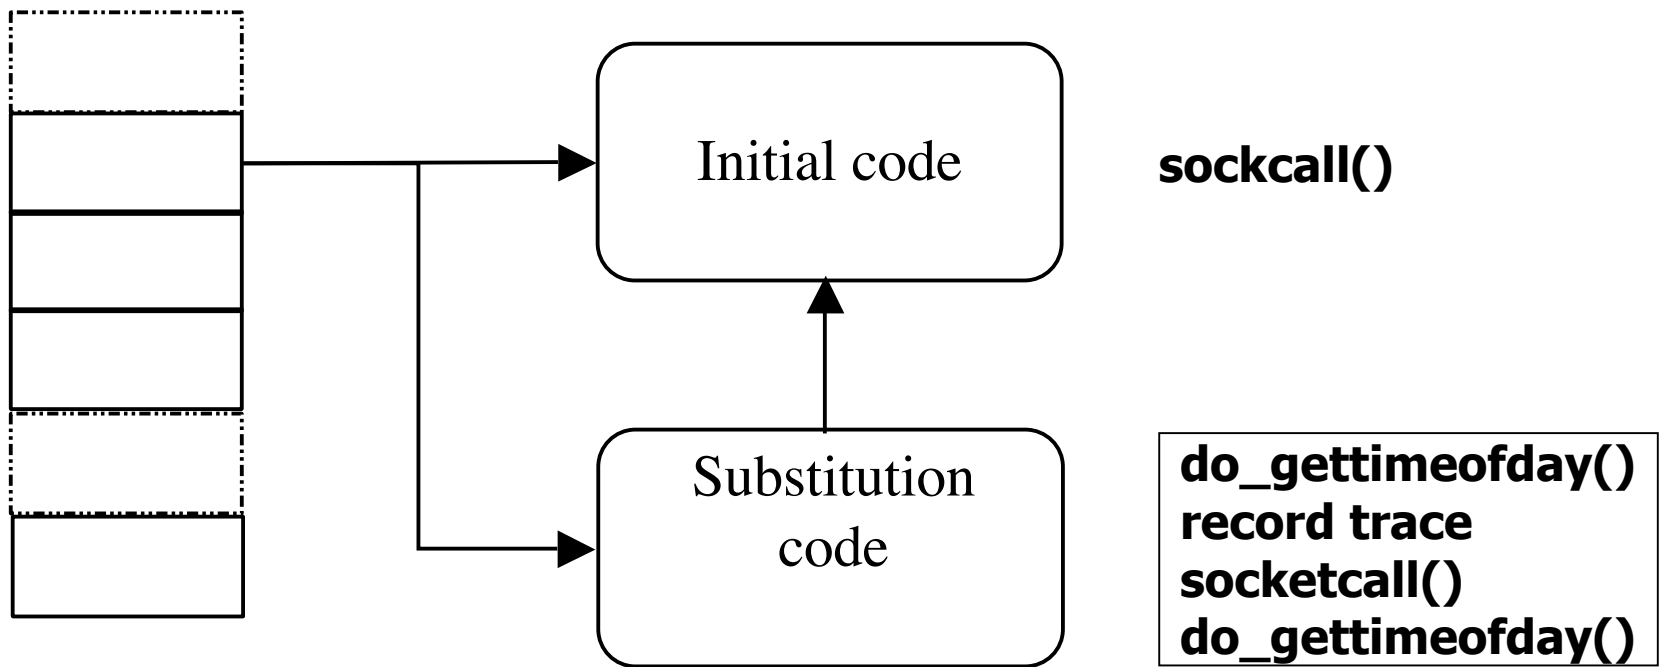 Initial code
sockcall()
Substitution
code
do_gettimeofday()
record trace
socketcall()
do_gettimeofday()